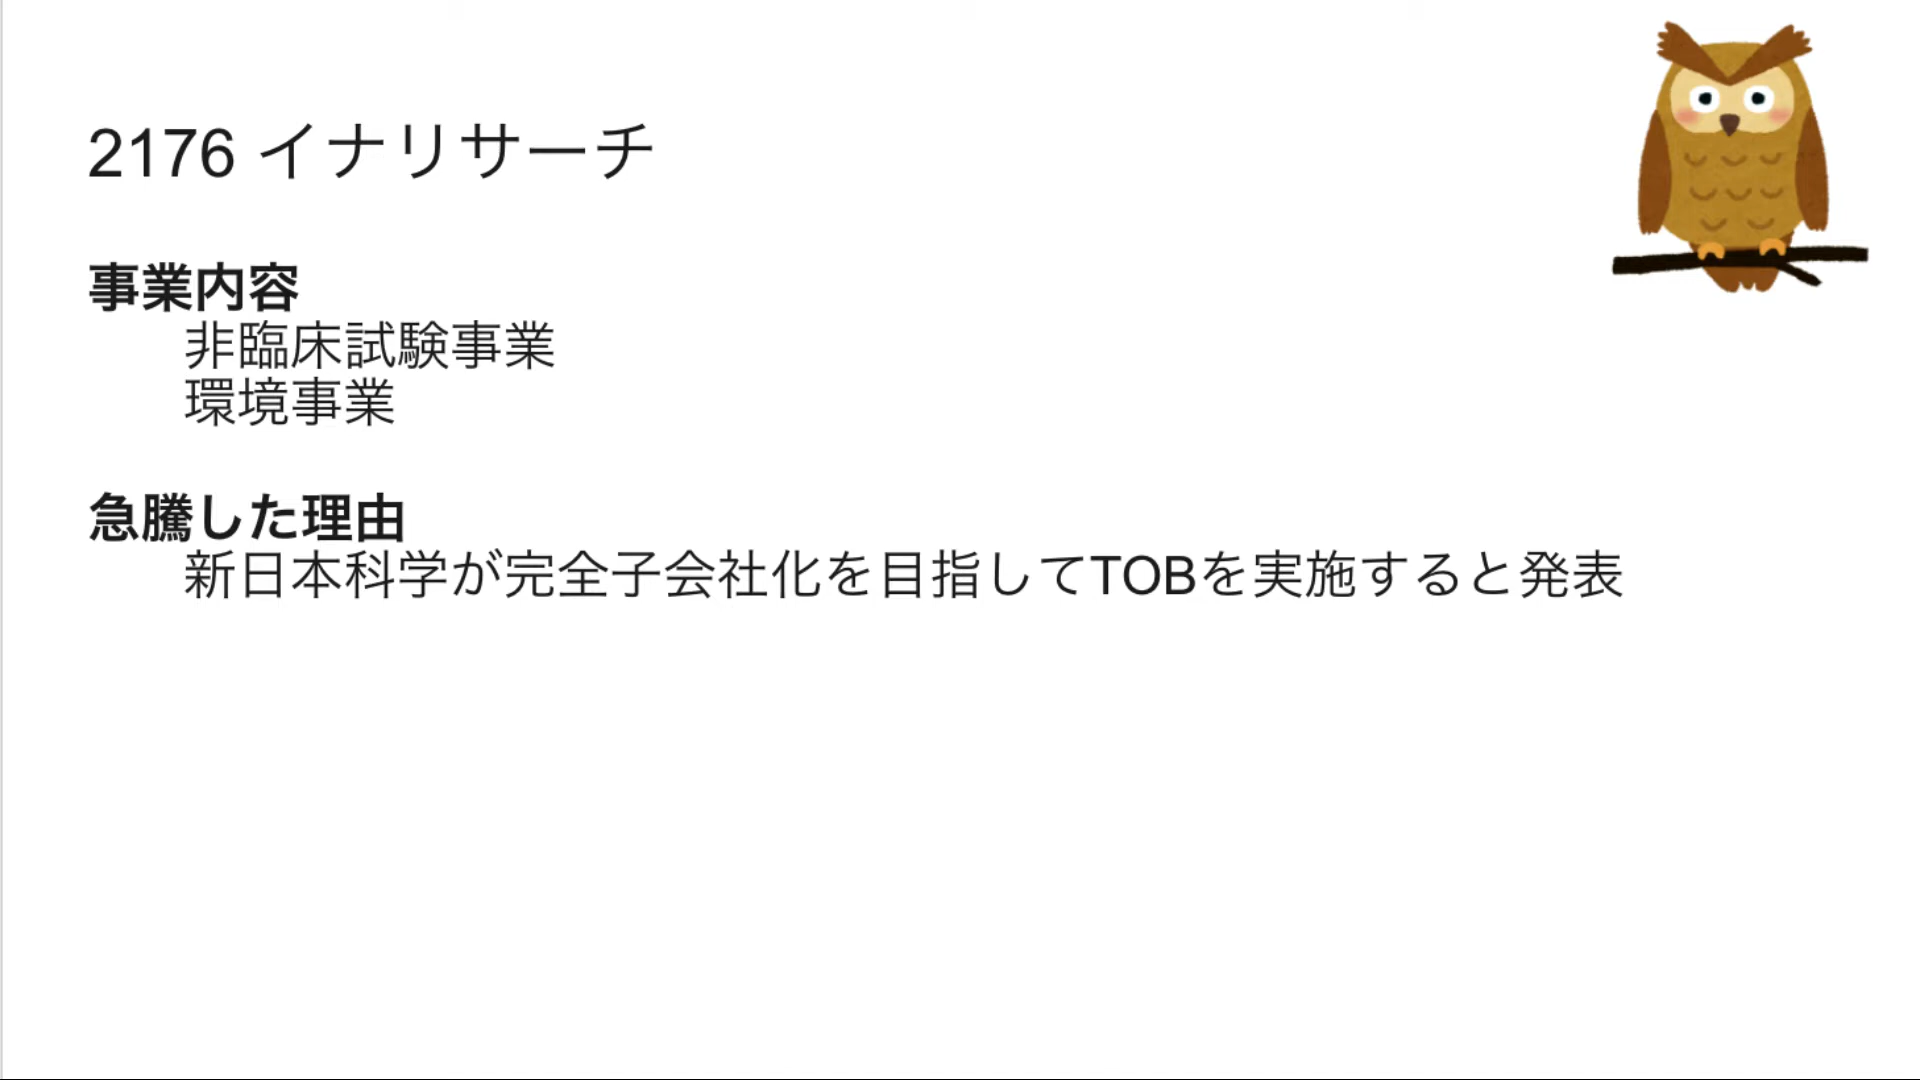 2176 イナリサーチ
事業内容
非臨床試験事業
環境事業
急騰した理由
新日本科学が完全子会社化を目指してTOBを実施すると発表